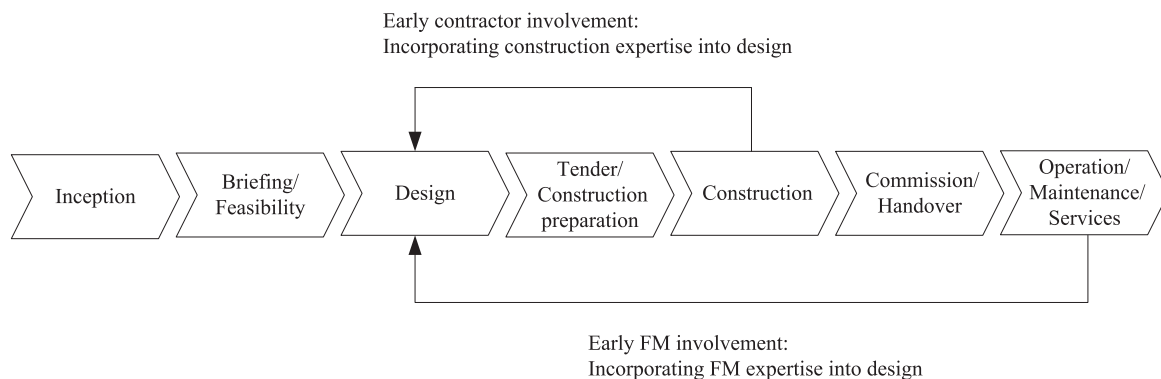 Early contractor involvement:
Incorporating construction expertise into design
Inception
Briefing/
Feasibility
Design
Tender/
Construction
preparation
Construction
Commission/
Handover
Operation/
Maintenance/
Services
Early FM involvement:
Incorporating FM expertise into design